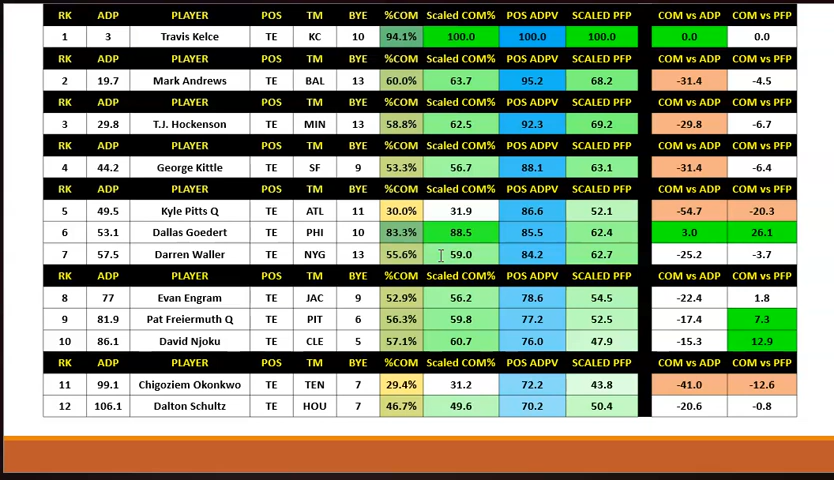 RK ADP PLAYER POS TM BYE %COM Scaled COM% POS ADPV SCALED PFP COM vs ADP COM vs PFP
1 3 Travis Kelce TE KC 10 94.1% 100.0 100.0 100.0 0.0 0.0
RK ADP PLAYER POS TM BYE %COM Scaled COM% POS ADPV SCALED PFP COM vs ADP COM vs PFP
2 19.7 Mark Andrews TE BAL 13 60.0% 63.7 95.2 68.2 -31.4 -4.5
RK ADP PLAYER POS TM BYE %COM Scaled COM% POS ADPV SCALED PFP COM vs ADP COM vs PFP
3 29.8 T.J. Hockenson TE MIN 13 58.8% 62.5 92.3 69.2 -29.8 -6.7
RK ADP PLAYER POS TM BYE %COM Scaled COM% POS ADPV SCALED PFP COM vs ADP COM vs PFP
4 44.2 George Kittle TE SF 9 53.3% 56.7 88.1 63.1 -31.4 -6.4
RK ADP PLAYER POS TM BYE %COM Scaled COM% POS ADPV SCALED PFP COM vs ADP COM vs PFP
5 49.5 Kyle Pitts Q TE ATL 11 30.0% 31.9 86.6 52.1 -54.7 -20.3
6 53.1 Dallas Goedert TE PHI 10 83.3% 88.5 85.5 62.4 3.0 26.1
7 57.5 Darren Waller TE NYG 13 55.6% 59.0 84.2 62.7 -25.2 -3.7
RK ADP PLAYER POS TM BYE %COM Scaled COM% POS ADPV SCALED PFP COM vs ADP COM vs PFP
8 77 Evan Engram TE JAC 9 52.9% 56.2 78.6 54.5 -22.4 1.8
9 81.9 Pat Freiermuth Q TE PIT 6 56.3% 59.8 77.2 52.5 -17.4 7.3
10 86.1 David Njoku TE CLE 5 57.1% 60.7 76.0 47.9 -15.3 12.9
RK ADP PLAYER POS TM BYE %COM Scaled COM% POS ADPV SCALED PFP COM vs ADP COM vs PFP
11 99.1 Chigoziem Okonkwo TE TEN 7 29.4% 31.2 72.2 43.8 -41.0 -12.6
12 106.1 Dalton Schultz TE HOU 7 46.7% 49.6 70.2 50.4 -20.6 -0.8